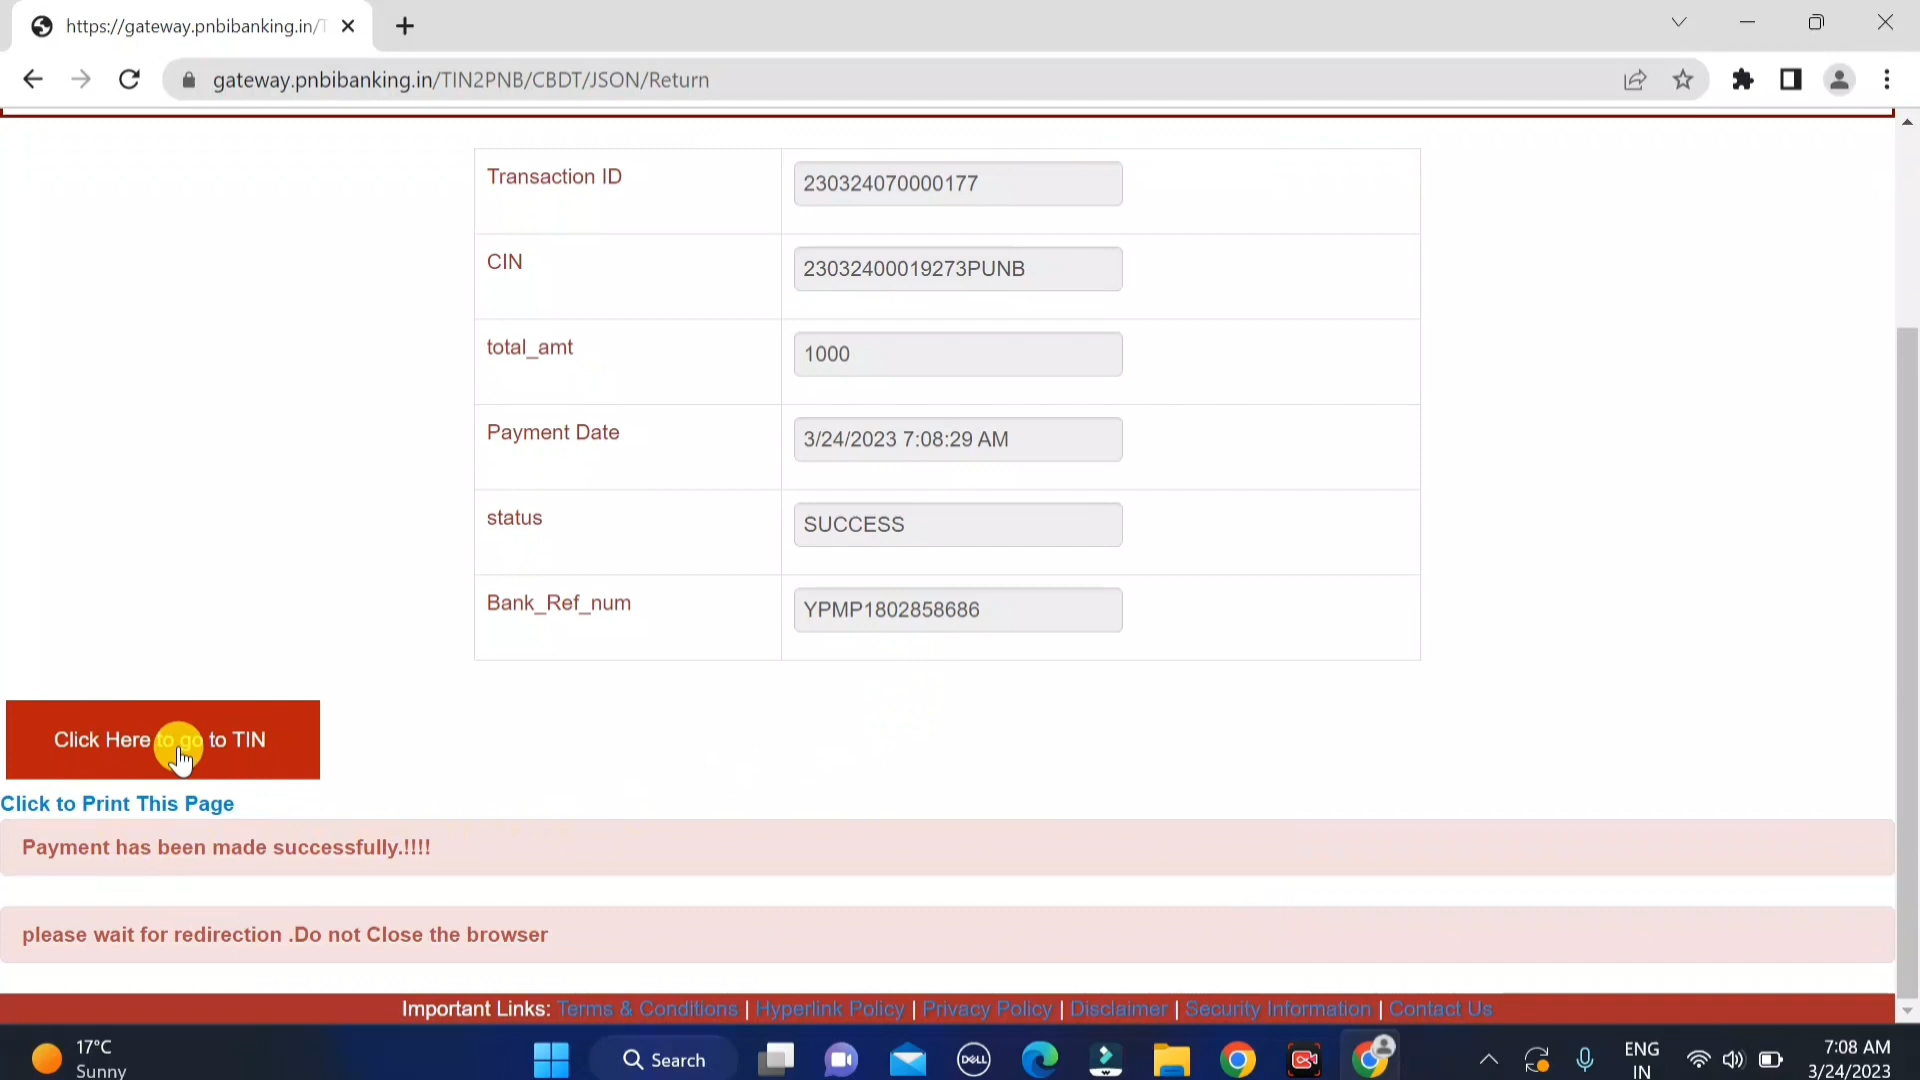 https://gateway.pnbibanking.in/
gateway.pnbibanking.in/TIN2PNB/CBDT/JSON/Return
Transaction ID 230324070000177
CIN 23032400019273PUNB
total_amt 1000
Payment Date 3/24/2023 7:08:29 AM
status SUCCESS
Bank_Ref_num YPMP1802858686
Click Here to go to TIN
Click to Print This Page
Payment has been made successfully.!!!!
please wait for redirection .Do not Close the browser
Important Links: Terms & Conditions | Hyperlink Policy | Privacy Policy | Disclaimer | Security Information | Contact Us
17°C
Sunny
Search
DELL
ENG
IN
7:08 AM
3/24/2023